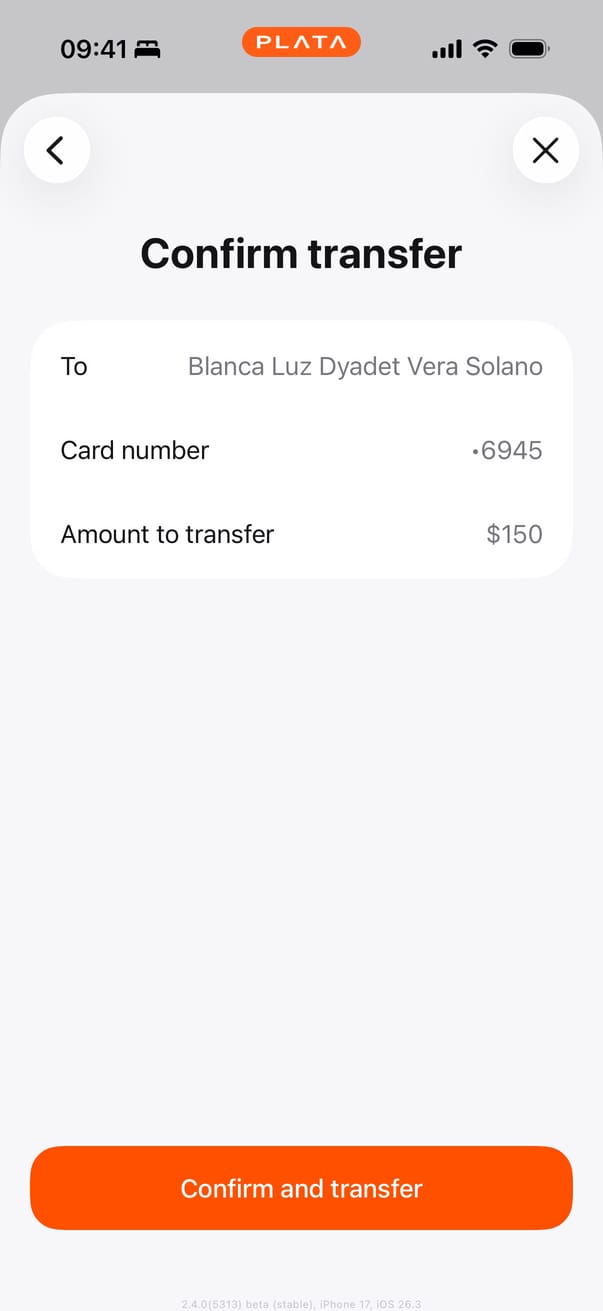 09:41
PLATA
Confirm transfer
To Blanca Luz Dyadet Vera Solano
Card number •6945
Amount to transfer $150
Confirm and transfer
2.4.0(5313) beta (stable), iPhone 17, iOS 26.3